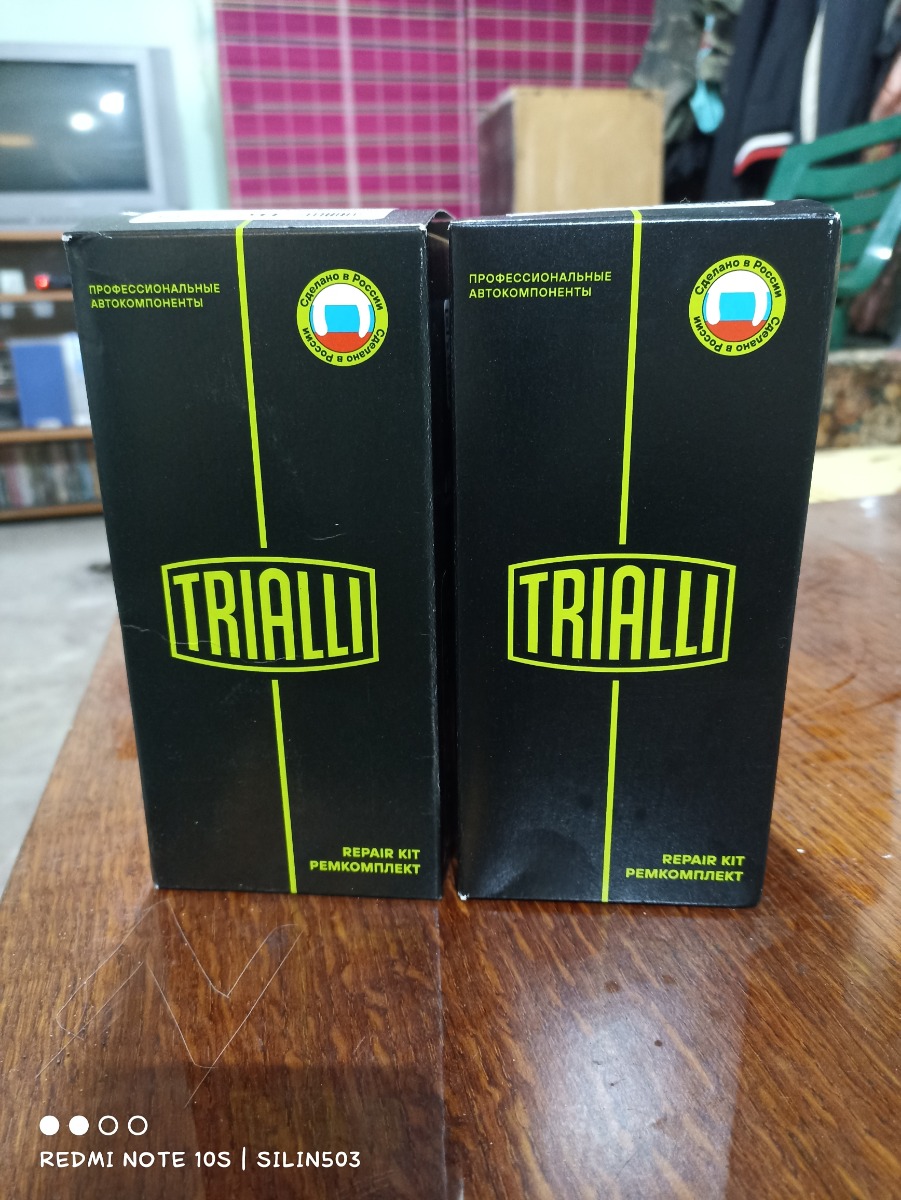 ПРОФЕССИОНАЛЬНЫЕ
АВТОКОМПОНЕНТЫ
Сделано в России
Сделано в России
TRIALLI
REPAIR KIT
РЕМКОМПЛЕКТ
ПРОФЕССИОНАЛЬНЫЕ
АВТОКОМПОНЕНТЫ
Сделано в России
Сделано в России
TRIALLI
REPAIR KIT
РЕМКОМПЛЕКТ
REDMI NOTE 10S | SILIN503